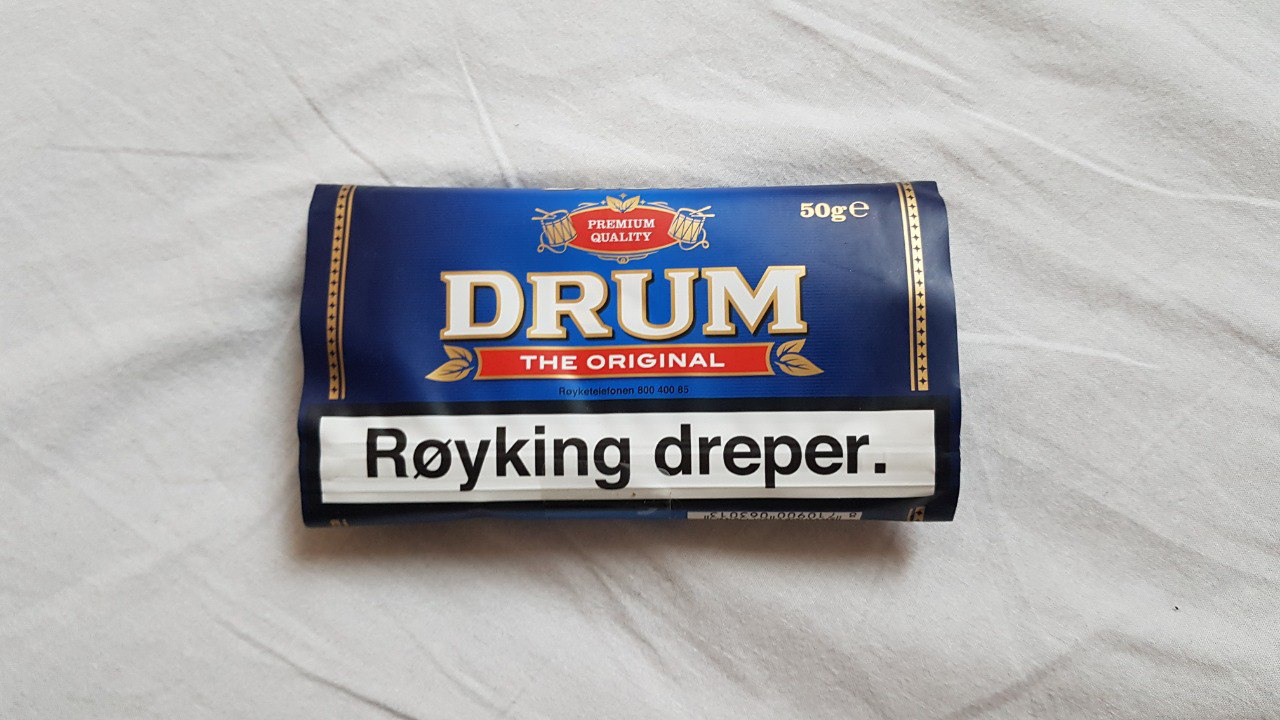 PREMIUM
QUALITY
50g℮
DRUM
THE ORIGINAL
Røyketelefonen 800 400 85
Røyking dreper.